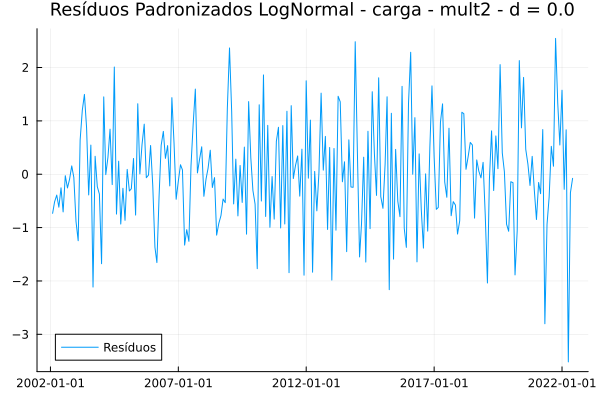 Resíduos Padronizados LogNormal - carga - mult2 - d = 0.0
2
1
0
−1
−2
−3
Resíduos
2002-01-01 2007-01-01 2012-01-01 2017-01-01 2022-01-01